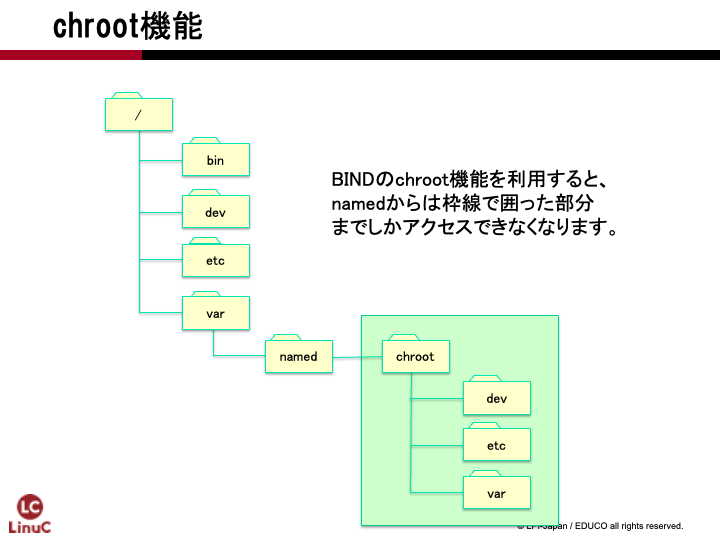 chroot機能
/
bin
BINDのchroot機能を利用すると、
namedからは枠線で囲った部分
までしかアクセスできなくなります。
dev
etc
var
named
chroot
dev
etc
var
LC
LinuC
© LPI-Japan / EDUCO all rights reserved.